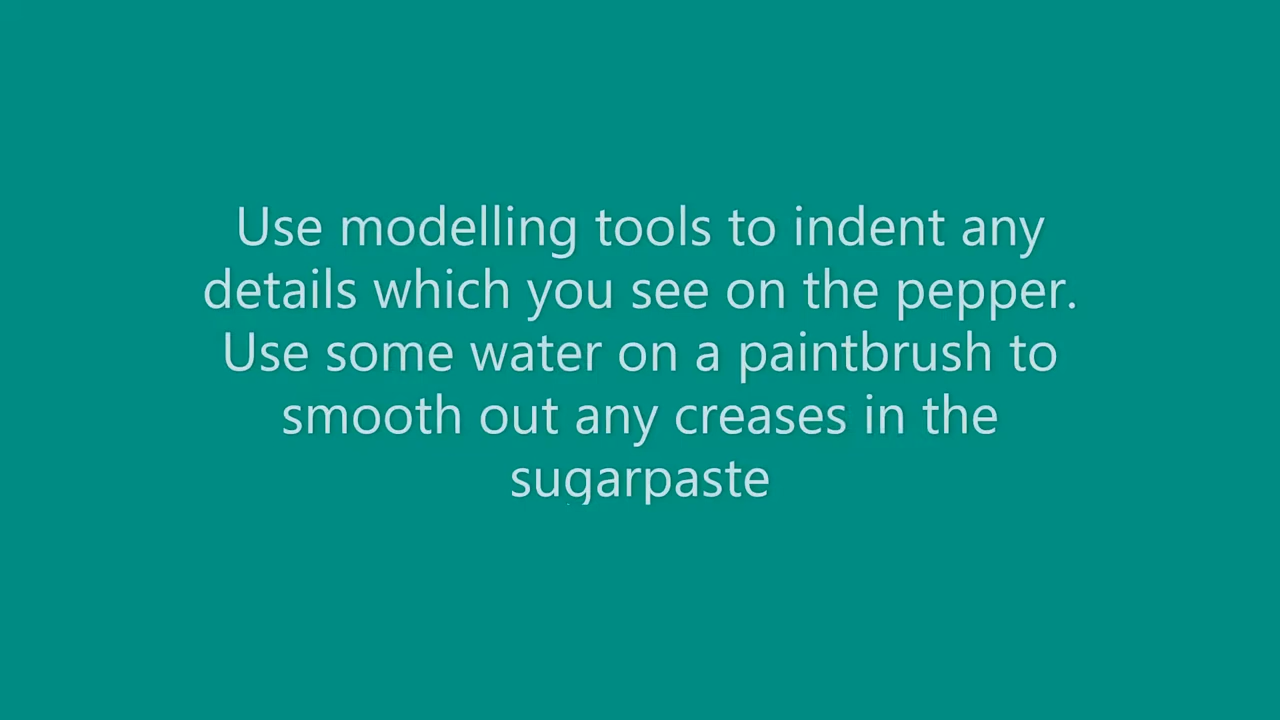 Use modelling tools to indent any
details which you see on the pepper.
Use some water on a paintbrush to
smooth out any creases in the
sugarpaste